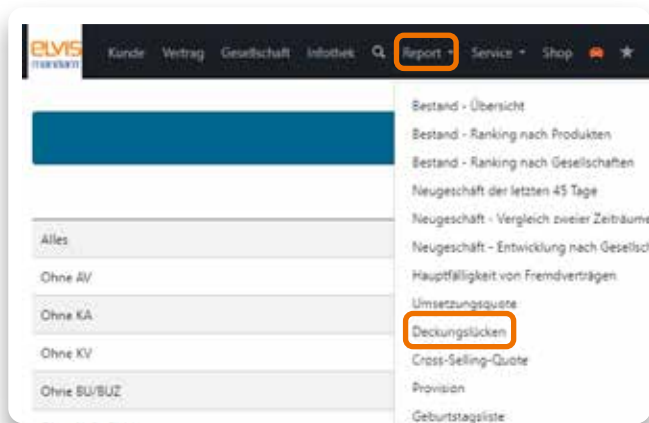 ELVIS
mandant
Kunde Vertrag Gesellschaft Infothek Report Service Shop
Bestand - Übersicht
Bestand - Ranking nach Produkten
Bestand - Ranking nach Gesellschaften
Neugeschäft der letzten 45 Tage
Neugeschäft - Vergleich zweier Zeiträume
Neugeschäft - Entwicklung nach Gesellsch
Hauptfälligkeit von Fremdverträgen
Umsetzungsquote
Deckungslücken
Cross-Selling-Quote
Provision
Geburtstagsliste
Alles
Ohne AV
Ohne KA
Ohne KV
Ohne BU/BUZ